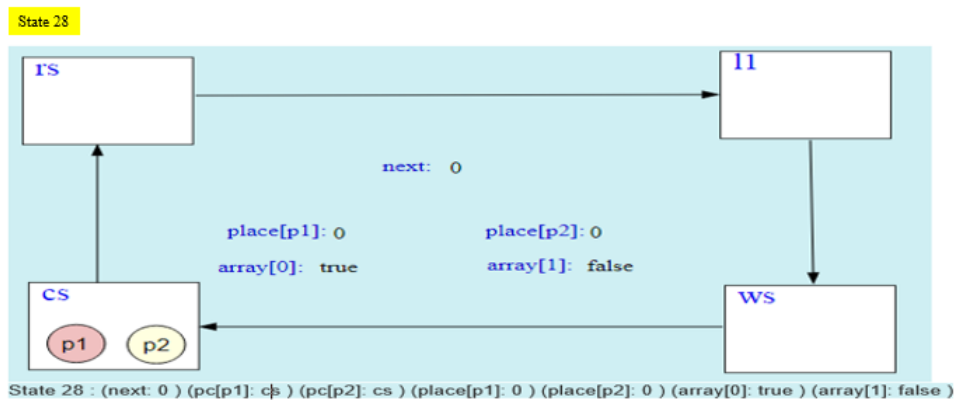 State 28
rs
l1
next: 0
place[p1]: 0
place[p2]: 0
array[0]: true
array[1]: false
cs
ws
p1
p2
State 28 : (next: 0 ) (pc[p1]: cs ) (pc[p2]: cs ) (place[p1]: 0 ) (place[p2]: 0 ) (array[0]: true ) (array[1]: false )